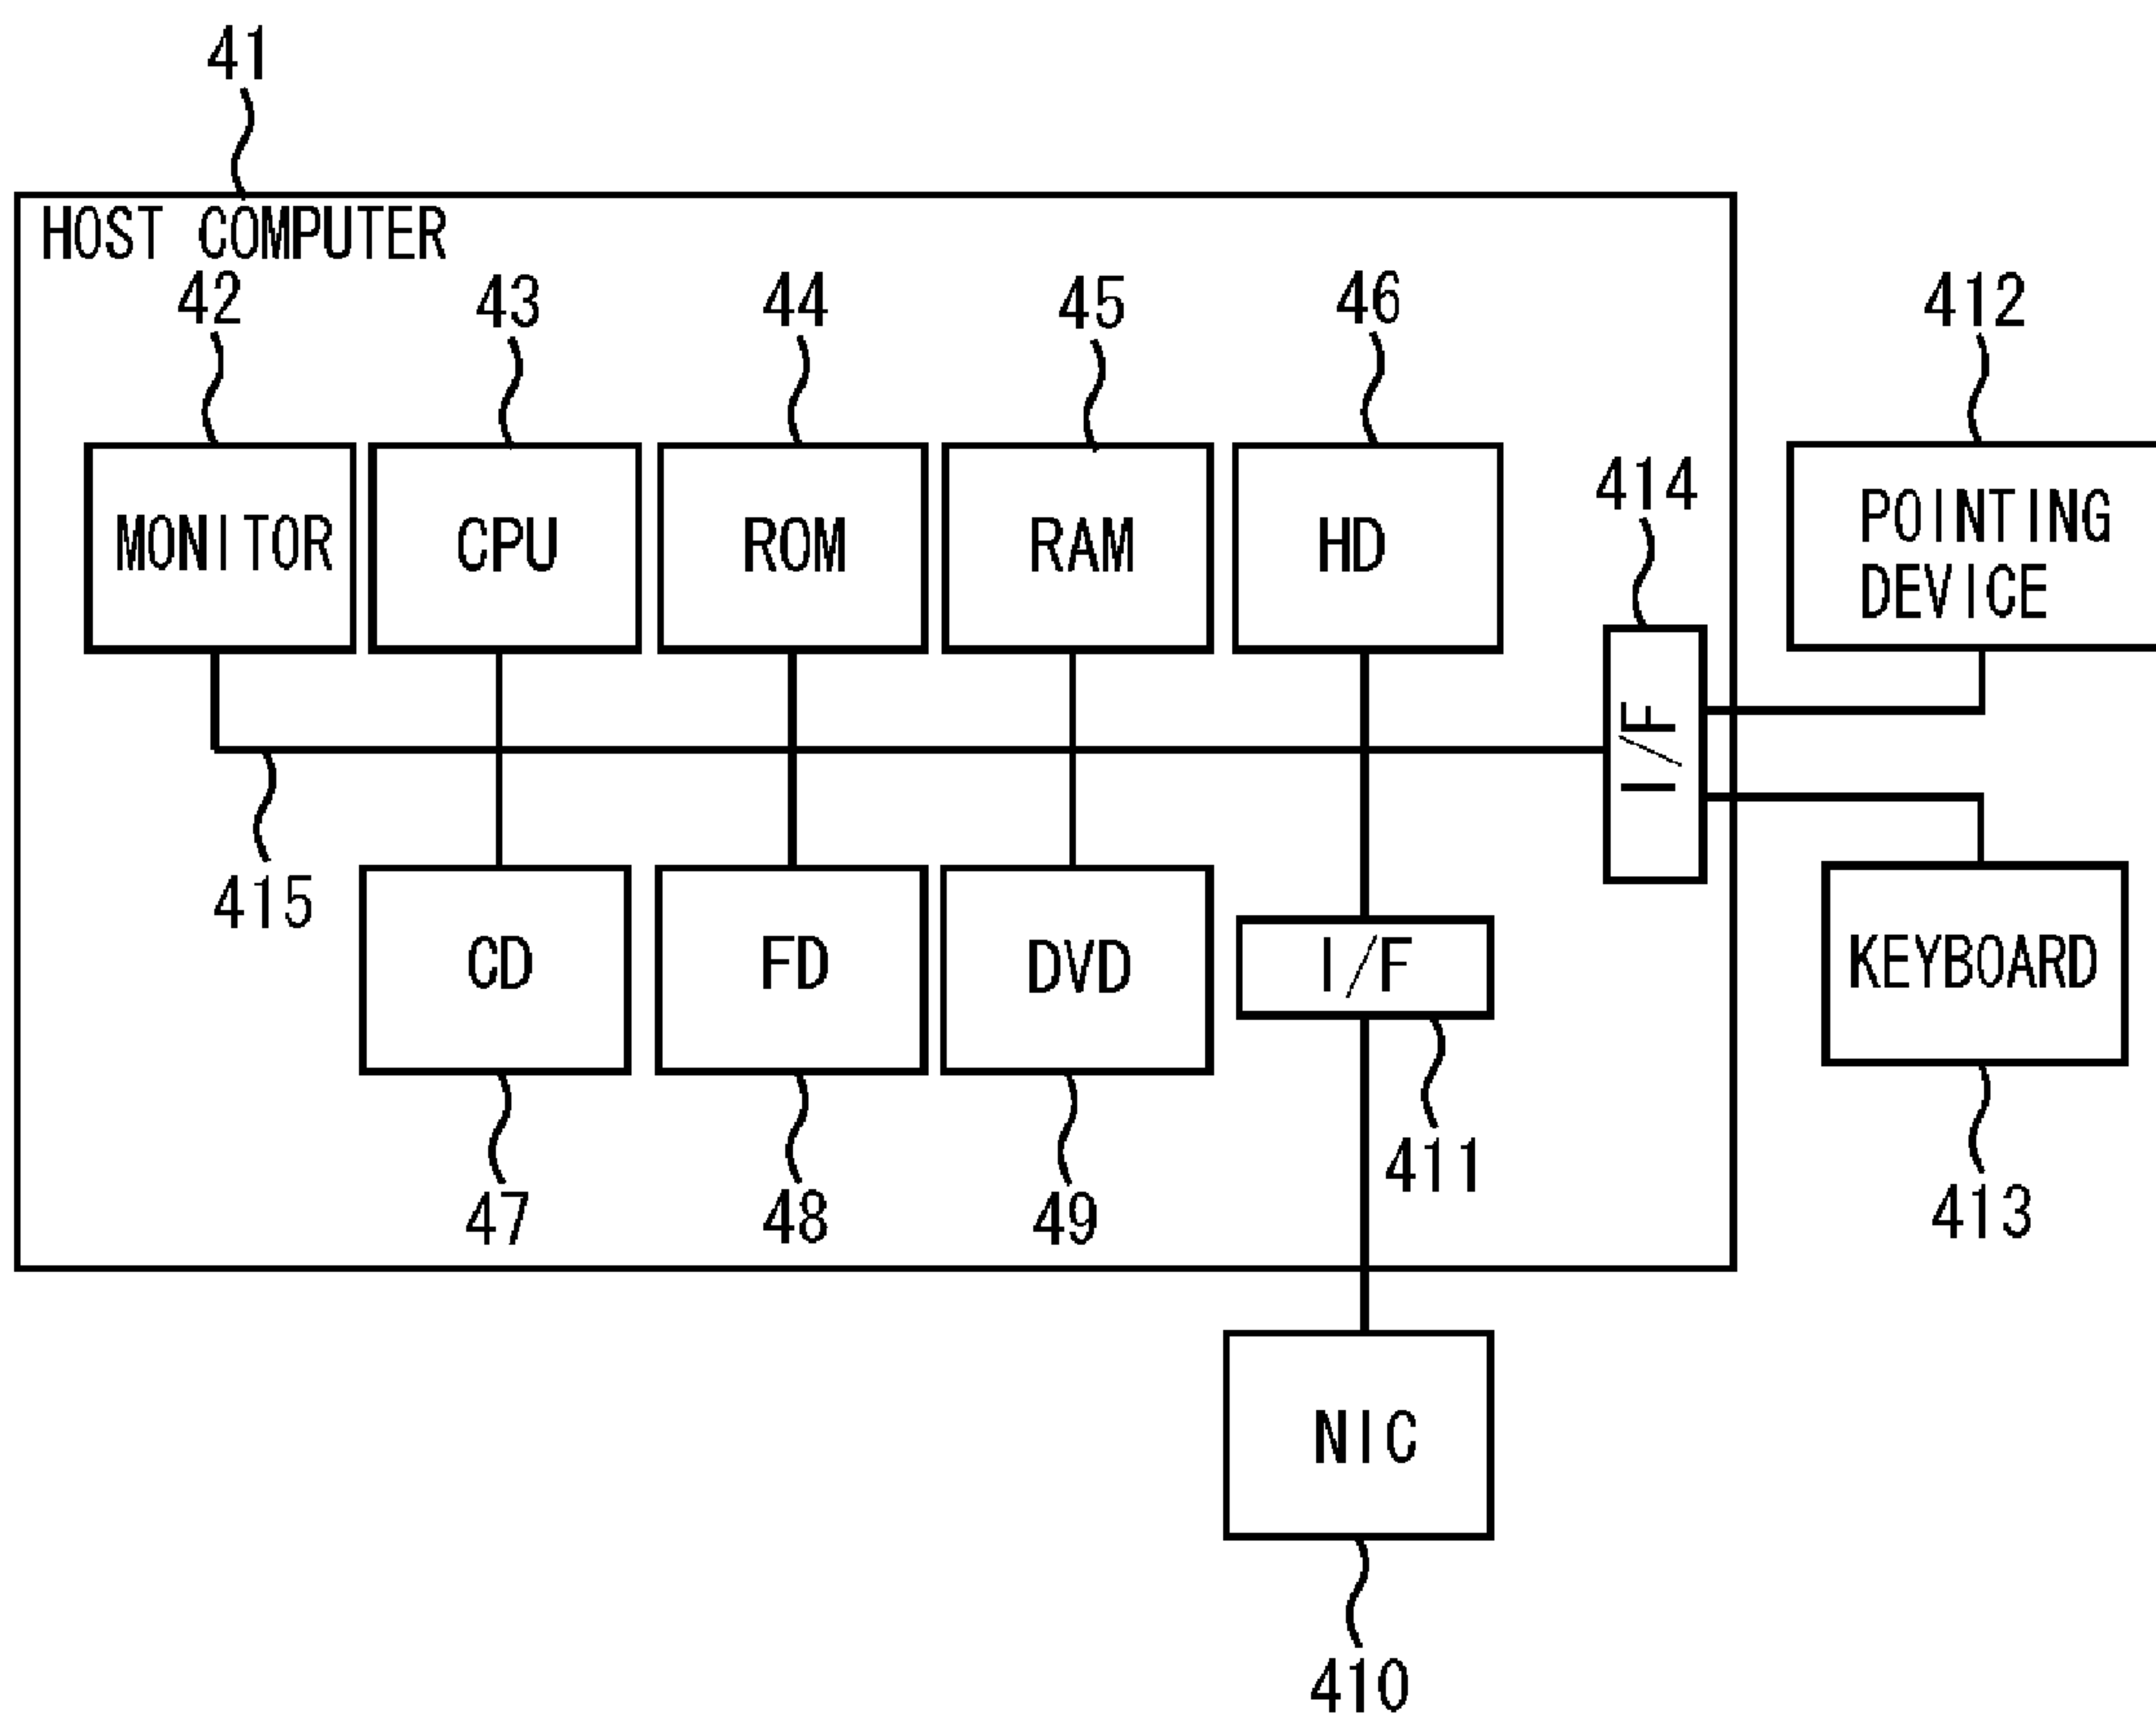 41
HOST COMPUTER
42
43
44
45
46
412
414
MONITOR
CPU
ROM
RAM
HD
POINTING
DEVICE
I/F
415
CD
FD
DVD
I/F
KEYBOARD
411
47
48
49
413
NIC
410